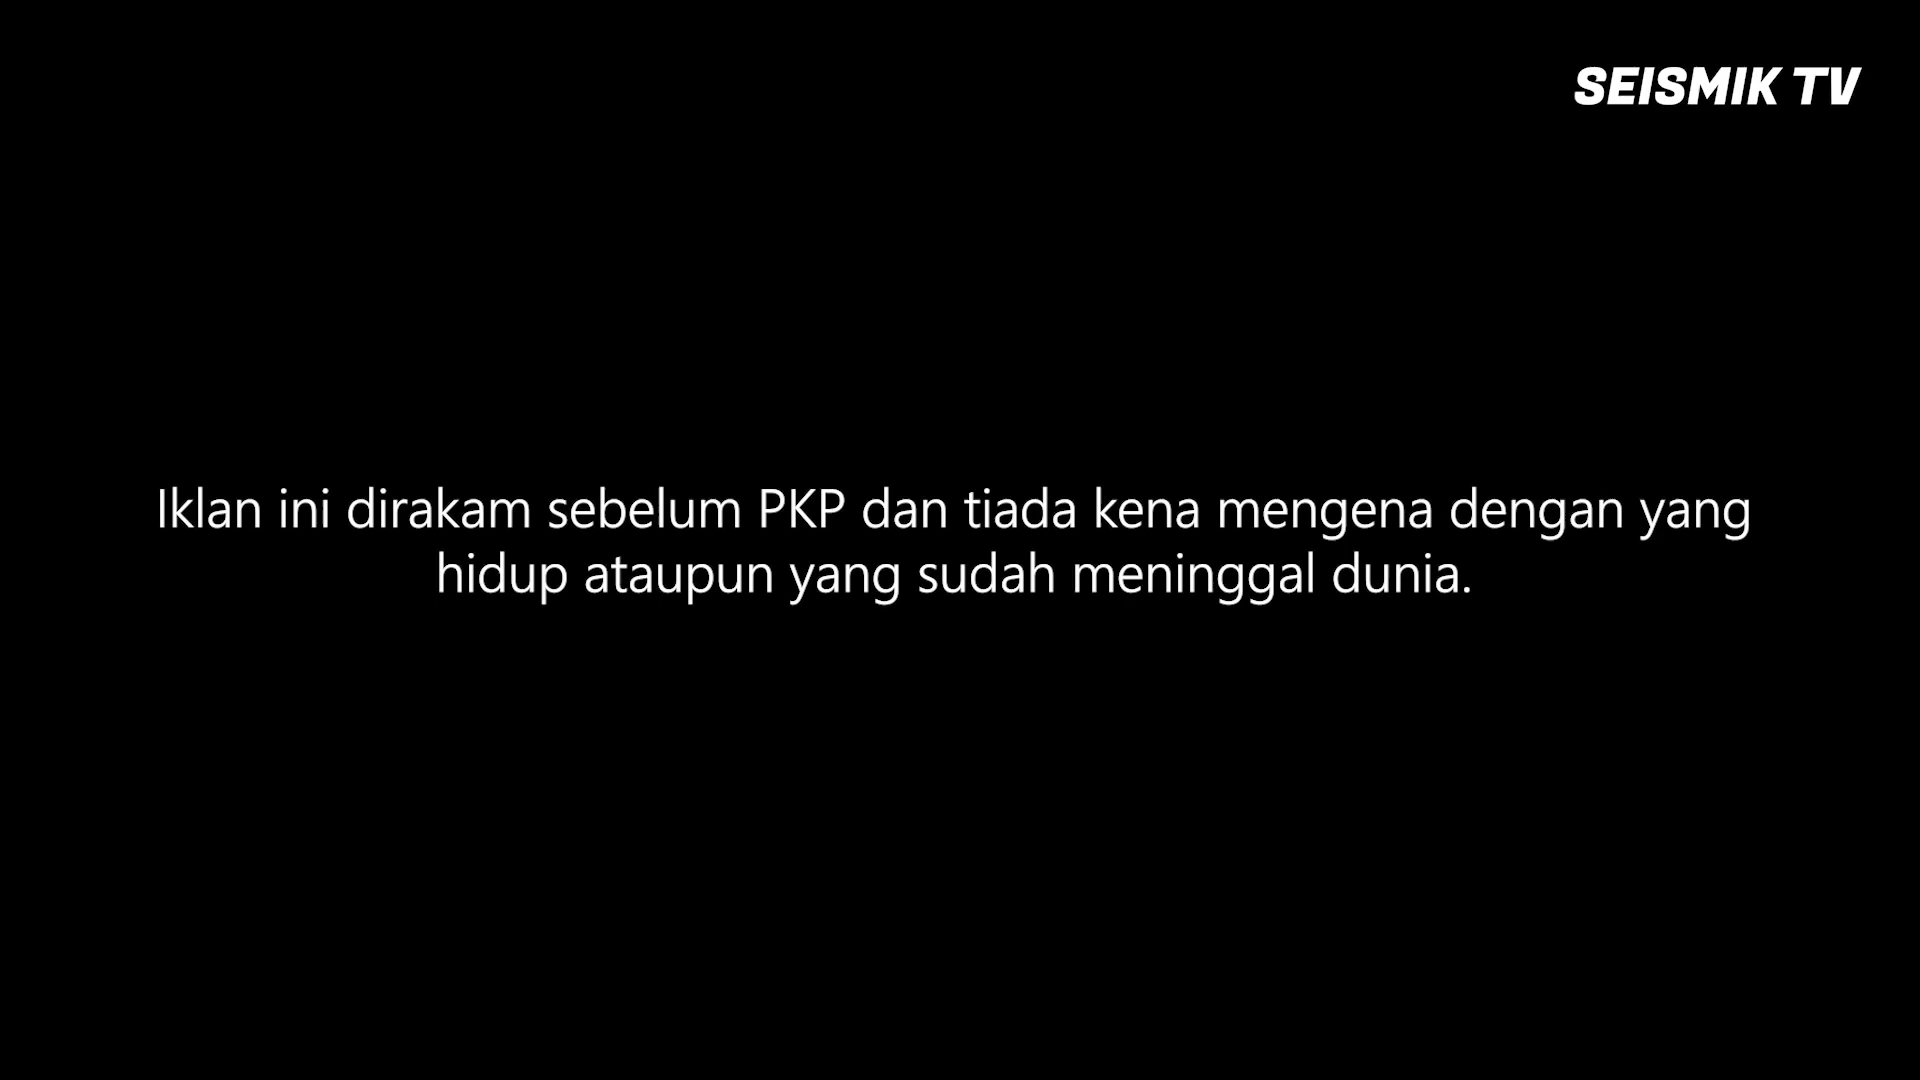 SEISMIK TV
Iklan ini dirakam sebelum PKP dan tiada kena mengena dengan yang
hidup ataupun yang sudah meninggal dunia.